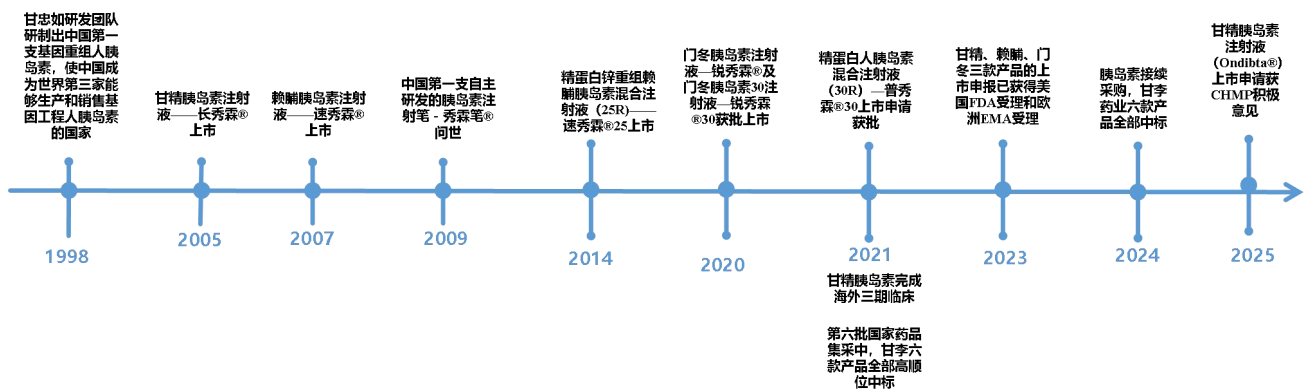 甘忠如研发团队
研制出中国第一
支基因重组人胰
岛素，使中国成
为世界第三家能
够生产和销售基
因工程人胰岛素
的国家
1998
甘精胰岛素注射
液——长秀霖®
上市
2005
赖脯胰岛素注射
液——速秀霖®
上市
2007
中国第一支自主
研发的胰岛素注
射笔 - 秀霖笔®
问世
2009
精蛋白锌重组赖
脯胰岛素混合注
射液（25R)——
速秀霖®25上市
2014
门冬胰岛素注射
液—锐秀霖®及
门冬胰岛素30注
射液—锐秀霖
®30获批上市
2020
精蛋白人胰岛素
混合注射液
（30R）—普秀
霖®30上市申请
获批
2021
甘精胰岛素完成
海外三期临床
第六批国家药品
集采中，甘李六
款产品全部高顺
位中标
甘精、赖脯、门
冬三款产品的上
市申报已获得美
国FDA受理和欧
洲EMA受理
2023
胰岛素接续
采购，甘李
药业六款产
品全部中标
2024
甘精胰岛素
注射液
（Ondibta®）
上市申请获
CHMP积极
意见
2025